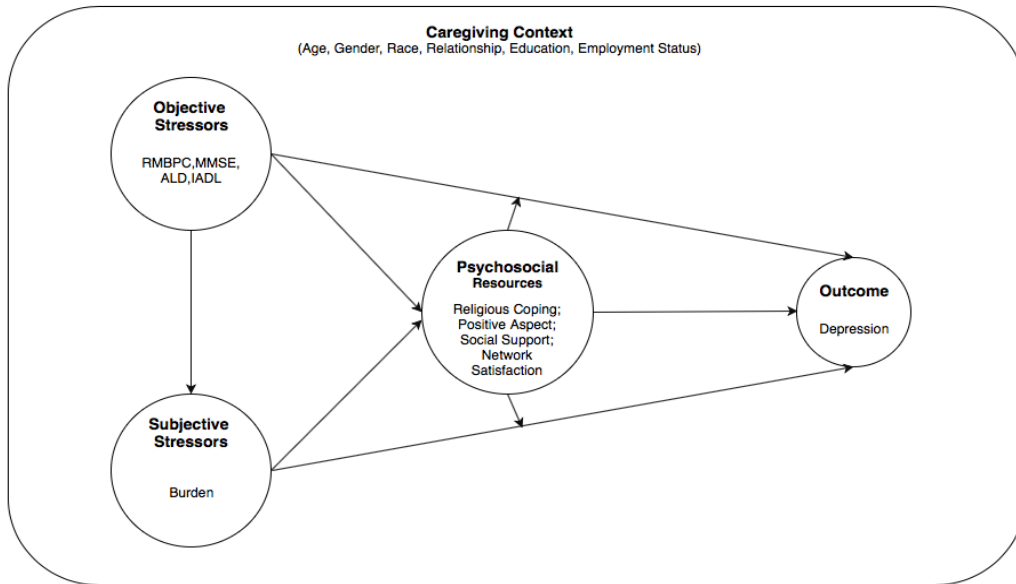 Caregiving Context
(Age, Gender, Race, Relationship, Education, Employment Status)
Objective
Stressors
RMBPC,MMSE,
ALD,IADL
Psychosocial
Resources
Religious Coping;
Positive Aspect;
Social Support;
Network
Satisfaction
Outcome
Depression
Subjective
Stressors
Burden